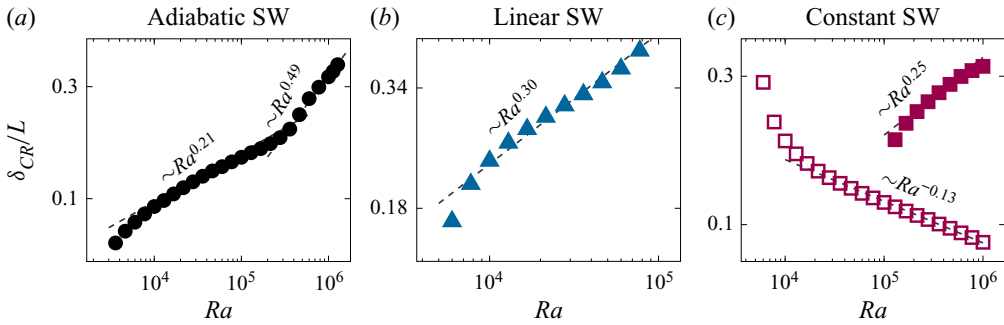 (a) Adiabatic SW
(b) Linear SW
(c) Constant SW
δ_CR/L
0.3
0.1
~Ra^0.21
~Ra^0.49
10^4
10^5
10^6
Ra
0.34
0.18
~Ra^0.30
10^4
10^5
Ra
0.3
0.1
~Ra^0.25
~Ra^−0.13
10^4
10^5
10^6
Ra